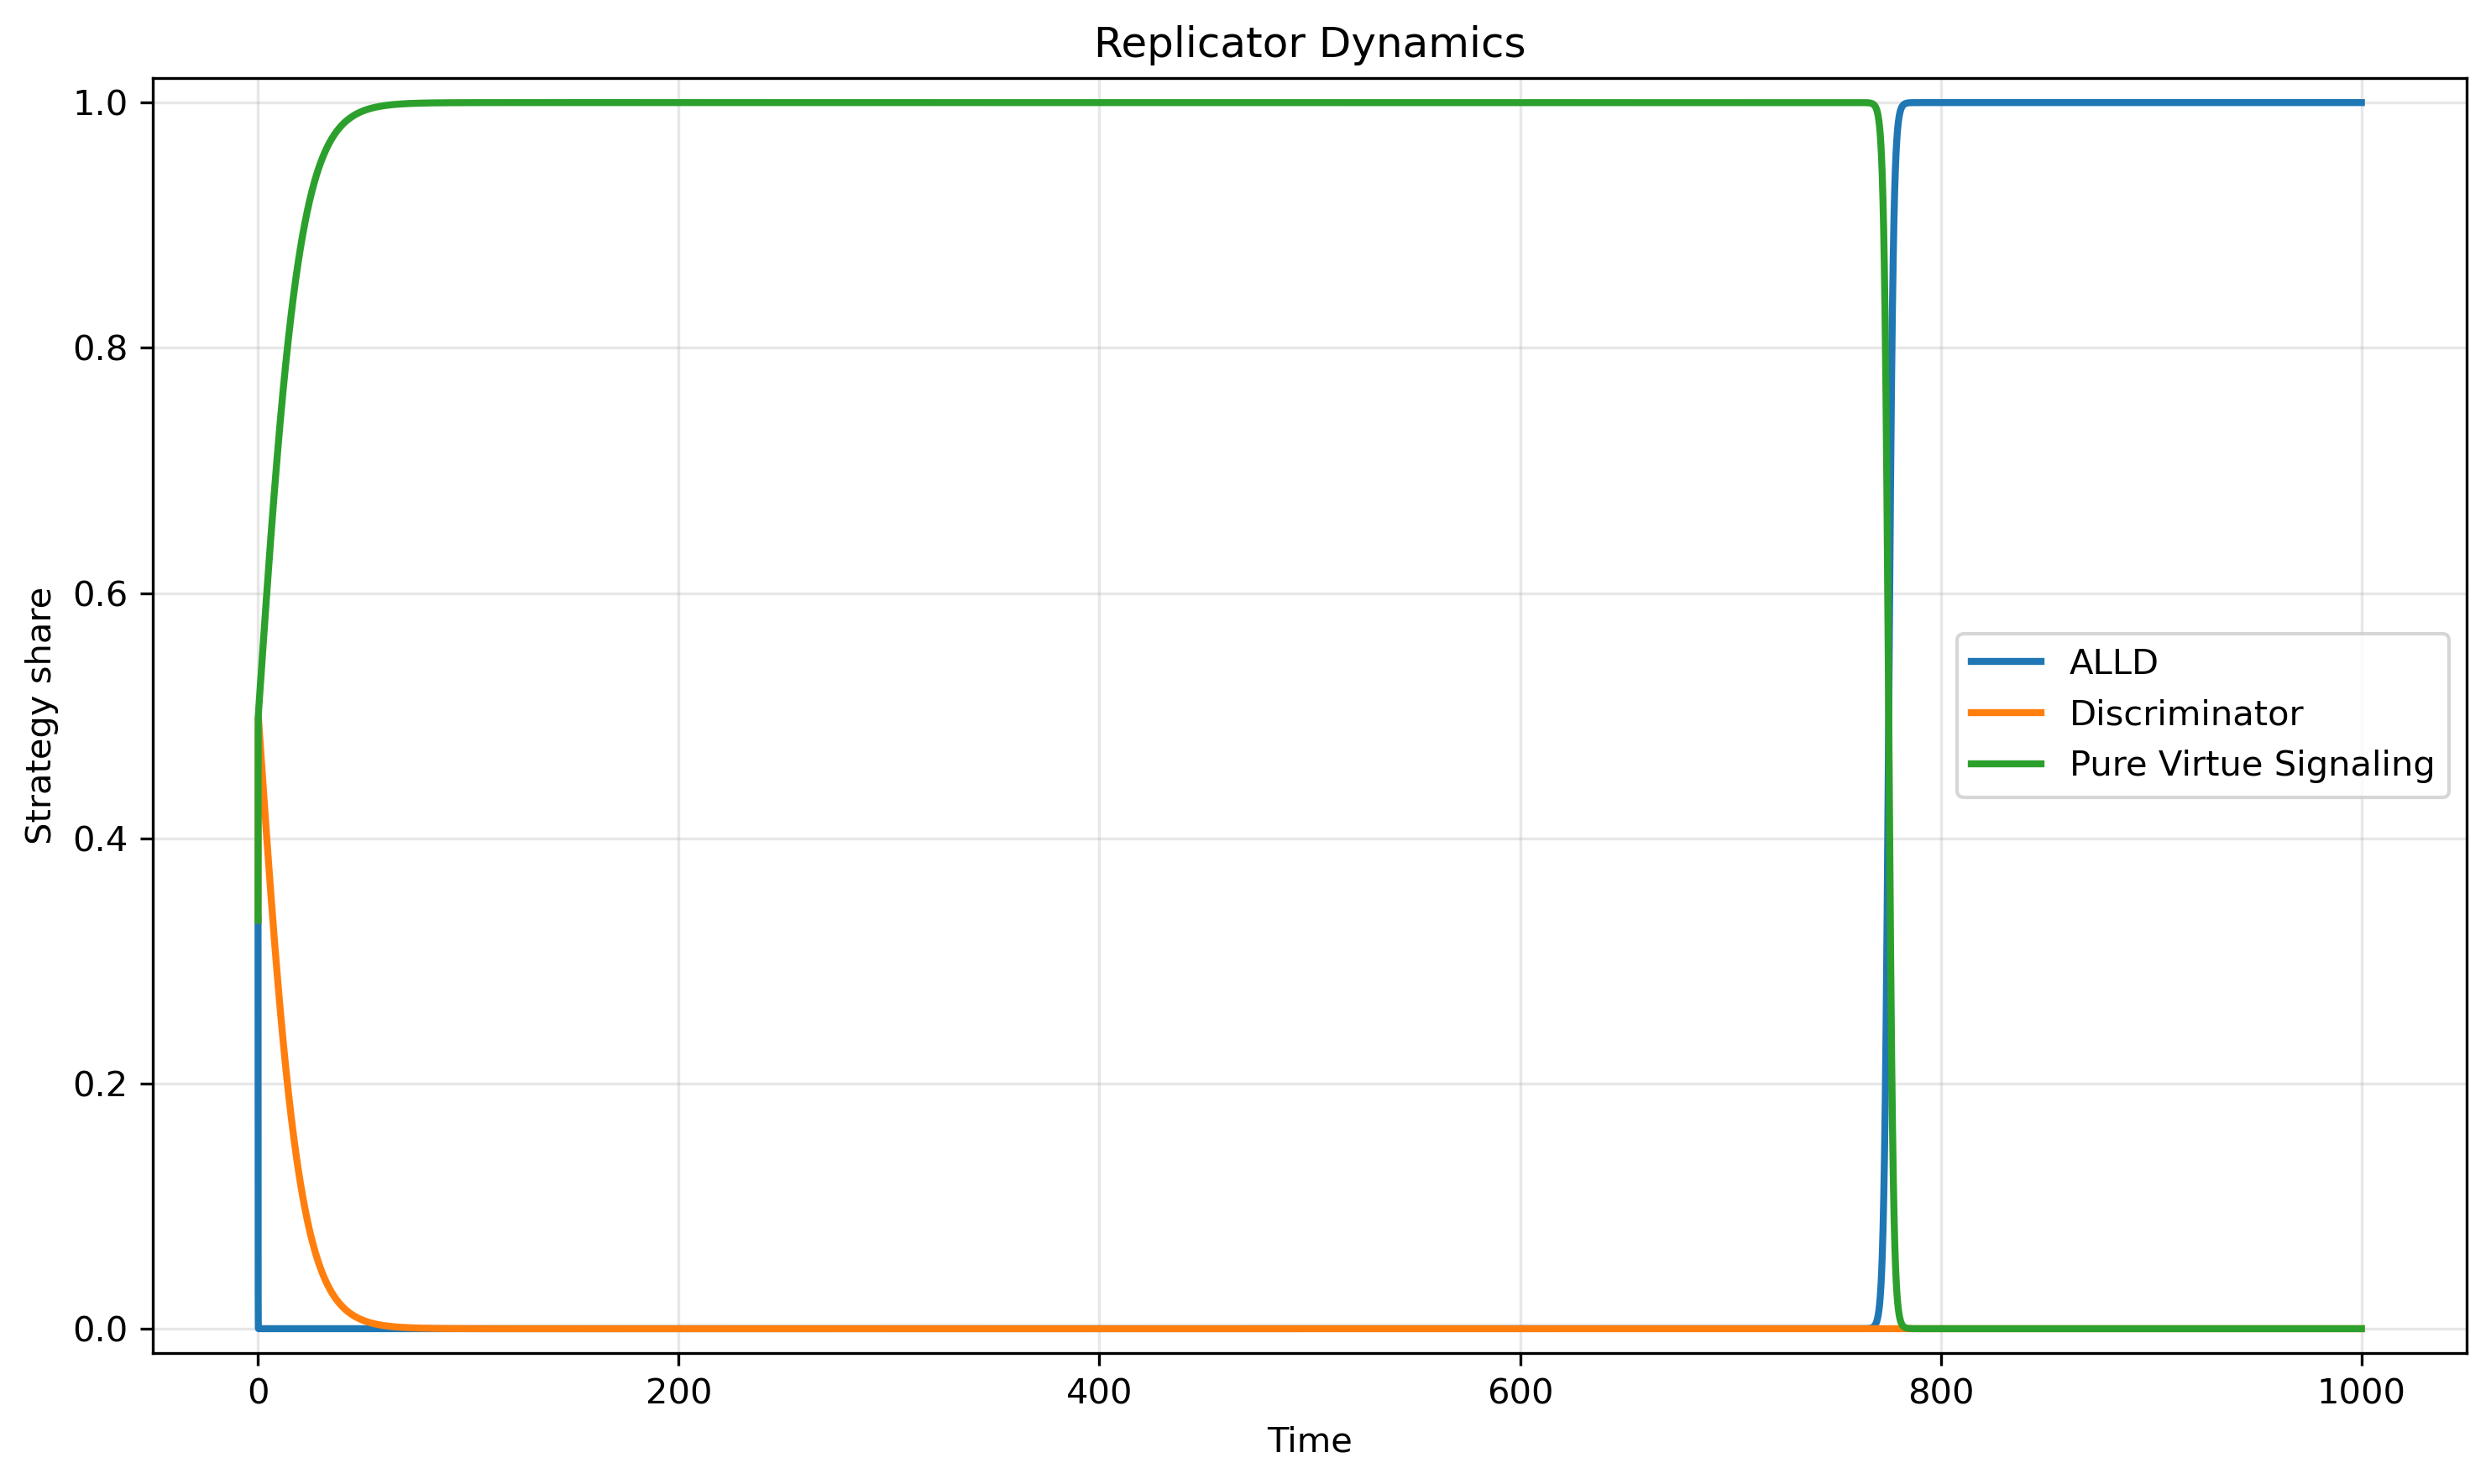 Replicator Dynamics
Strategy share
1.0
0.8
0.6
0.4
0.2
0.0
ALLD
Discriminator
Pure Virtue Signaling
0 200 400 600 800 1000
Time